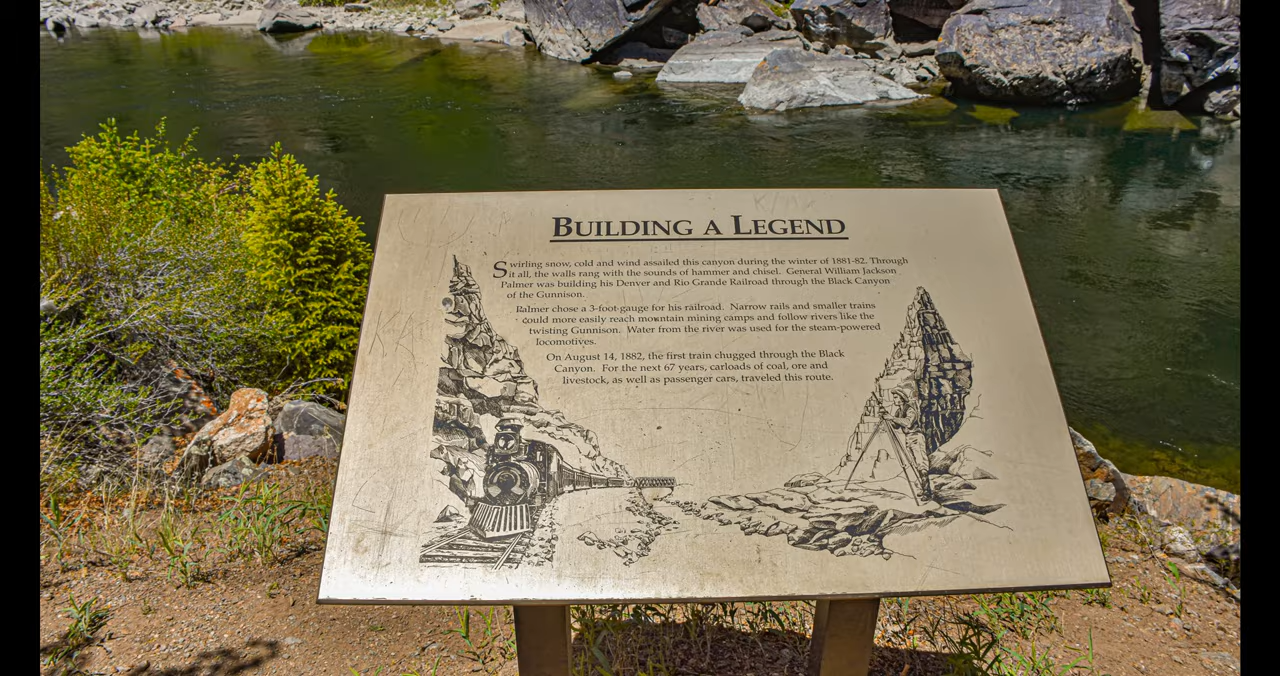 BUILDING A LEGEND
Swirling snow, cold and wind assailed this canyon during the winter of 1881-82. Through
it all, the walls rang with the sounds of hammer and chisel. General William Jackson
Palmer was building his Denver and Rio Grande Railroad through the Black Canyon
of the Gunnison.
Palmer chose a 3-foot-gauge for his railroad. Narrow rails and smaller trains
could more easily reach mountain mining camps and follow rivers like the
twisting Gunnison. Water from the river was used for the steam-powered
locomotives.
On August 14, 1882, the first train chugged through the Black
Canyon. For the next 67 years, carloads of coal, ore and
livestock, as well as passenger cars, traveled this route.